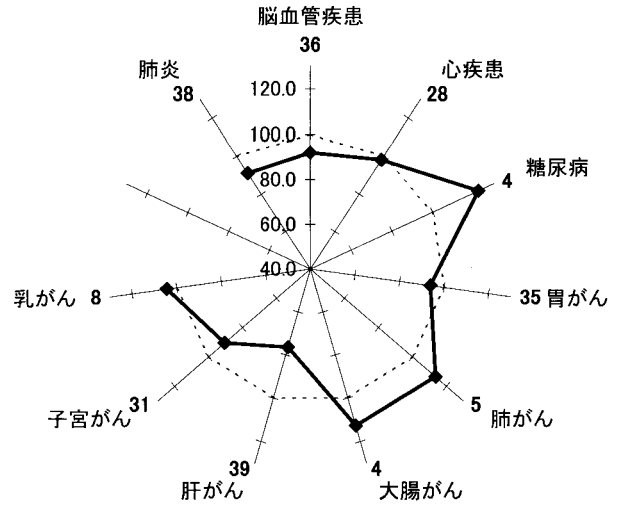 脳血管疾患
36
心疾患
28
糖尿病
4
35 胃がん
5
肺がん
4
大腸がん
39
肝がん
31
子宮がん
乳がん 8
肺炎
38
120.0
100.0
80.0
60.0
40.0